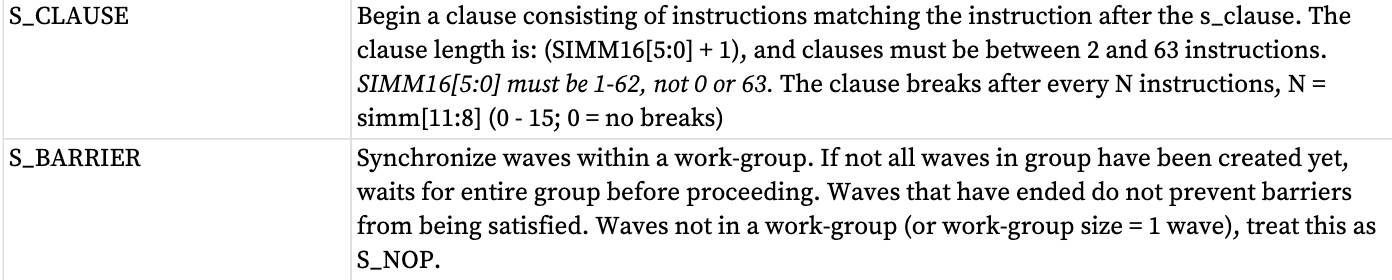 S_CLAUSE
Begin a clause consisting of instructions matching the instruction after the s_clause. The
clause length is: (SIMM16[5:0] + 1), and clauses must be between 2 and 63 instructions.
SIMM16[5:0] must be 1-62, not 0 or 63. The clause breaks after every N instructions, N =
simm[11:8] (0 - 15; 0 = no breaks)
S_BARRIER
Synchronize waves within a work-group. If not all waves in group have been created yet,
waits for entire group before proceeding. Waves that have ended do not prevent barriers
from being satisfied. Waves not in a work-group (or work-group size = 1 wave), treat this as
S_NOP.